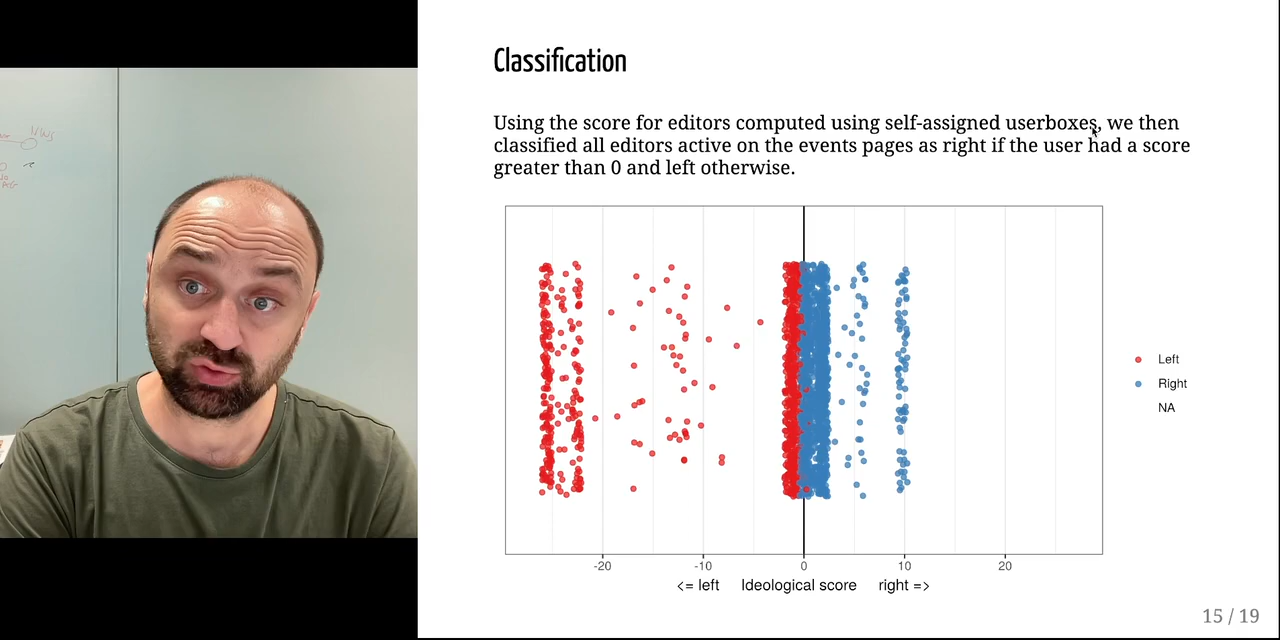 Classification
Using the score for editors computed using self-assigned userboxes, we then
classified all editors active on the events pages as right if the user had a score
greater than 0 and left otherwise.
Left
Right
NA
-20 -10 0 10 20
<= left Ideological score right =>
15 / 19